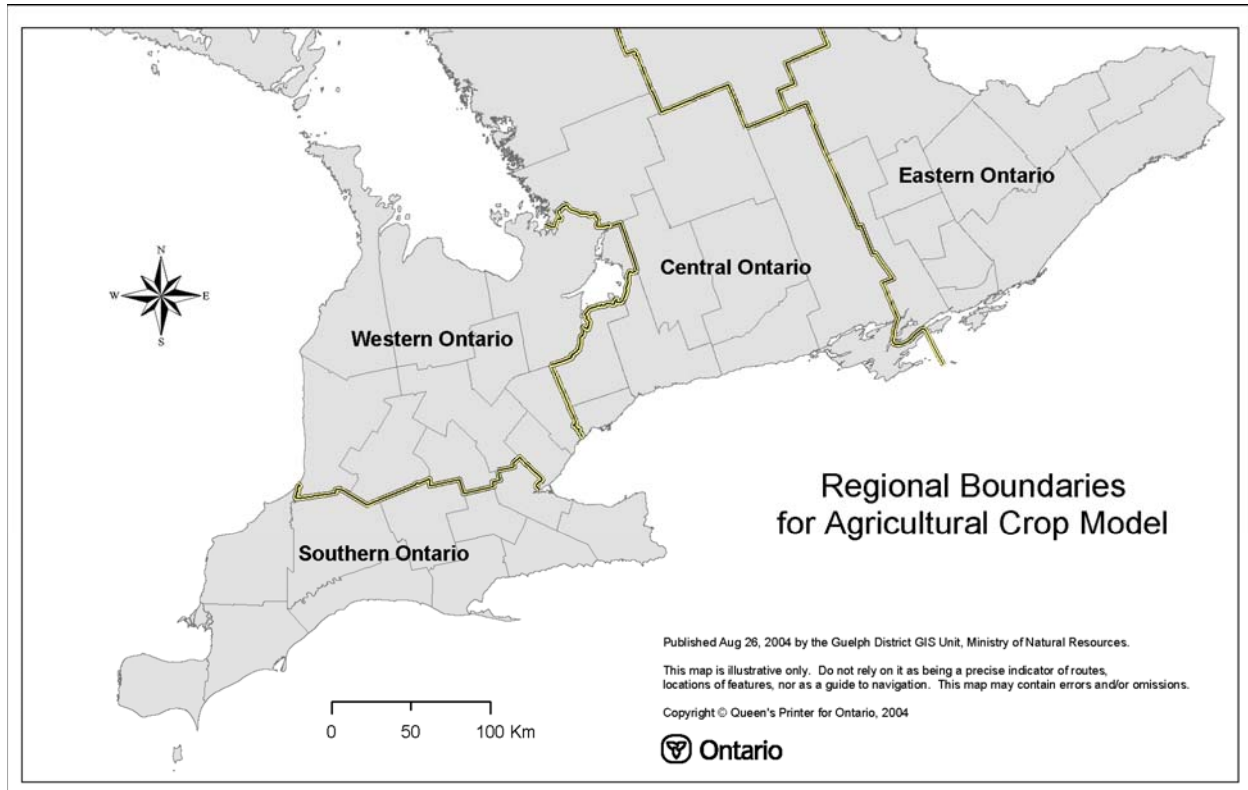 Eastern Ontario
Central Ontario
N
W E
S
Western Ontario
Regional Boundaries
for Agricultural Crop Model
Southern Ontario
Published Aug 26, 2004 by the Guelph District GIS Unit, Ministry of Natural Resources.
This map is illustrative only. Do not rely on it as being a precise indicator of routes,
locations of features, nor as a guide to navigation. This map may contain errors and/or omissions.
Copyright © Queen's Printer for Ontario, 2004
0 50 100 Km
Ontario